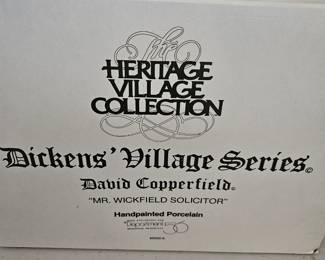 The
HERITAGE
VILLAGE
COLLECTION
Dickens' Village Series©
David Copperfield®
"MR. WICKFIELD SOLICITOR"
Handpainted Porcelain
Department 56